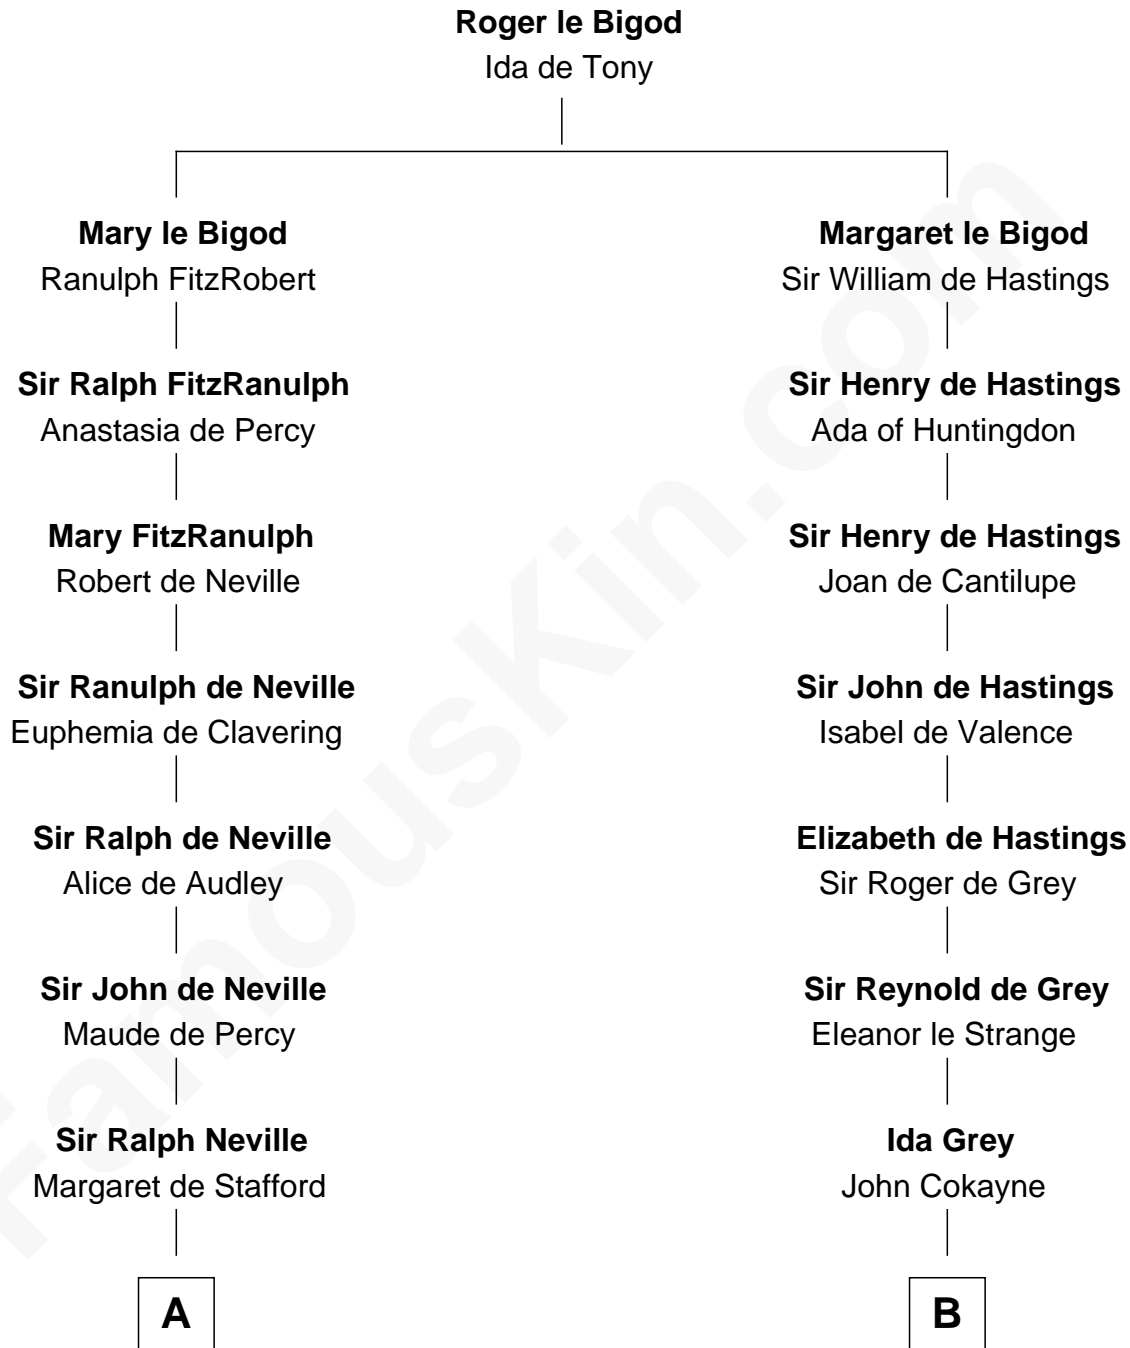 Roger le Bigod
Ida de Tony
Mary le Bigod
Ranulph FitzRobert
Margaret le Bigod
Sir William de Hastings
Sir Ralph FitzRanulph
Anastasia de Percy
Sir Henry de Hastings
Ada of Huntingdon
Mary FitzRanulph
Robert de Neville
Sir Henry de Hastings
Joan de Cantilupe
Sir Ranulph de Neville
Euphemia de Clavering
Sir John de Hastings
Isabel de Valence
Sir Ralph de Neville
Alice de Audley
Elizabeth de Hastings
Sir Roger de Grey
Sir John de Neville
Maude de Percy
Sir Reynold de Grey
Eleanor le Strange
Sir Ralph Neville
Margaret de Stafford
Ida Grey
John Cokayne
A
B
FamousKin.com